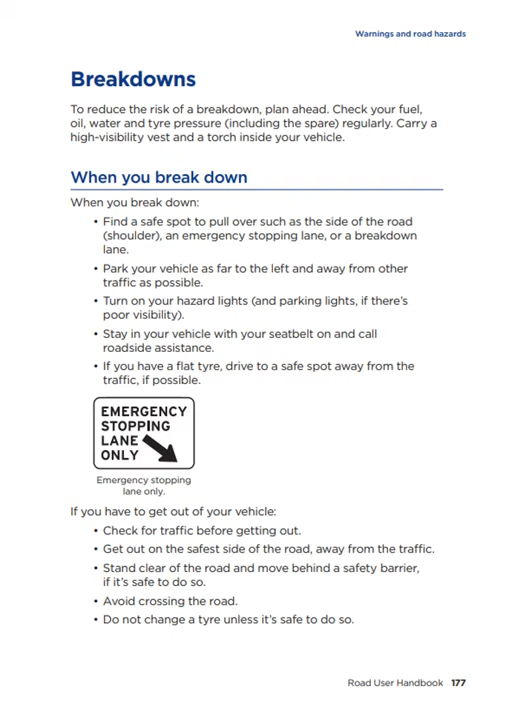 Warnings and road hazards
Breakdowns
To reduce the risk of a breakdown, plan ahead. Check your fuel,
oil, water and tyre pressure (including the spare) regularly. Carry a
high-visibility vest and a torch inside your vehicle.
When you break down
When you break down:
• Find a safe spot to pull over such as the side of the road
(shoulder), an emergency stopping lane, or a breakdown
lane.
• Park your vehicle as far to the left and away from other
traffic as possible.
• Turn on your hazard lights (and parking lights, if there's
poor visibility).
• Stay in your vehicle with your seatbelt on and call
roadside assistance.
• If you have a flat tyre, drive to a safe spot away from the
traffic, if possible.
EMERGENCY
STOPPING
LANE
ONLY
Emergency stopping
lane only.
If you have to get out of your vehicle:
• Check for traffic before getting out.
• Get out on the safest side of the road, away from the traffic.
• Stand clear of the road and move behind a safety barrier,
if it's safe to do so.
• Avoid crossing the road.
• Do not change a tyre unless it's safe to do so.
Road User Handbook 177